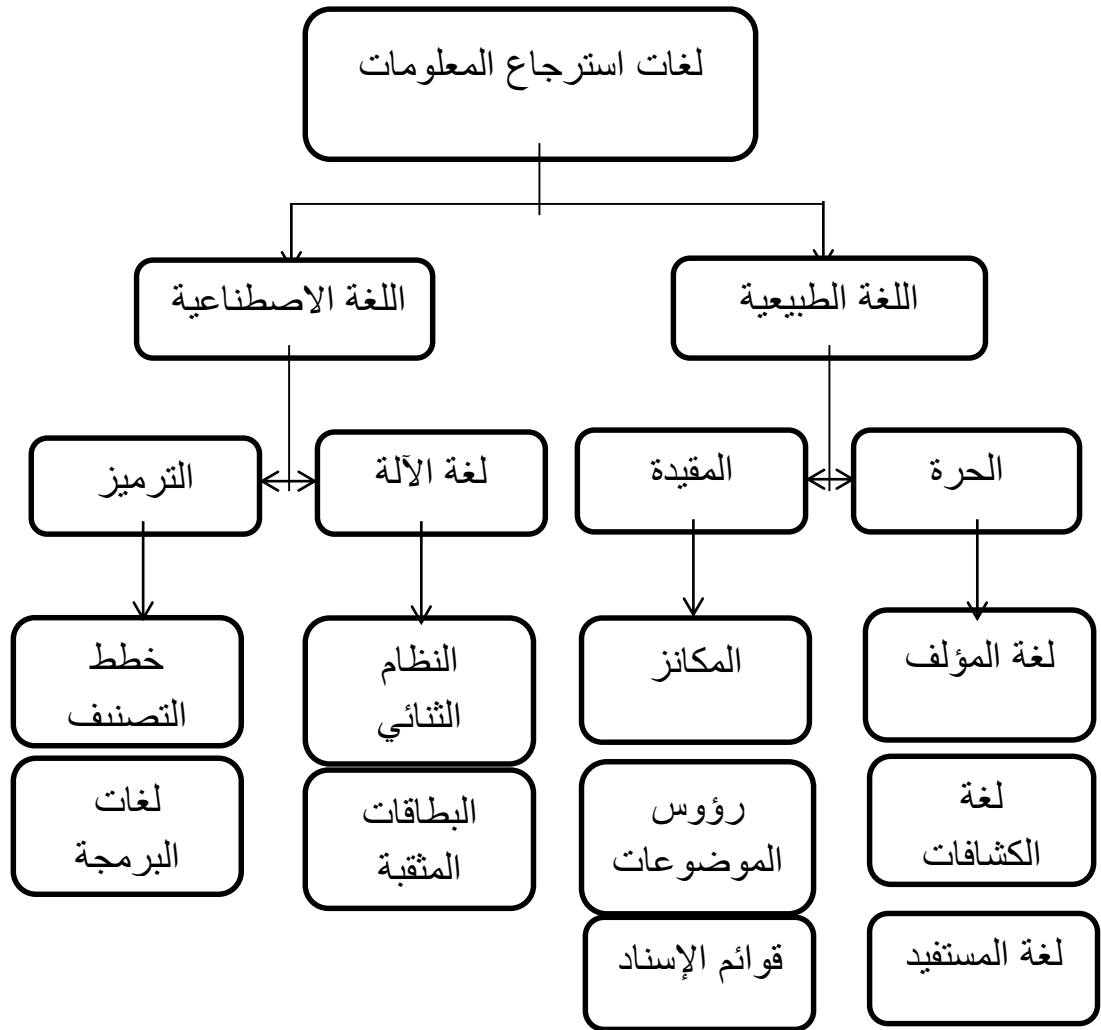 لغات استرجاع المعلومات
اللغة الطبيعية
اللغة الاصطناعية
الحرة
المقيدة
لغة الآلة
الترميز
لغة المؤلف
المكانز
النظام
الثنائي
خطط
التصنيف
لغة
الكشافات
رؤوس
الموضوعات
البطاقات
المثقبة
لغات
البرمجة
لغة المستفيد
قوائم الإسناد